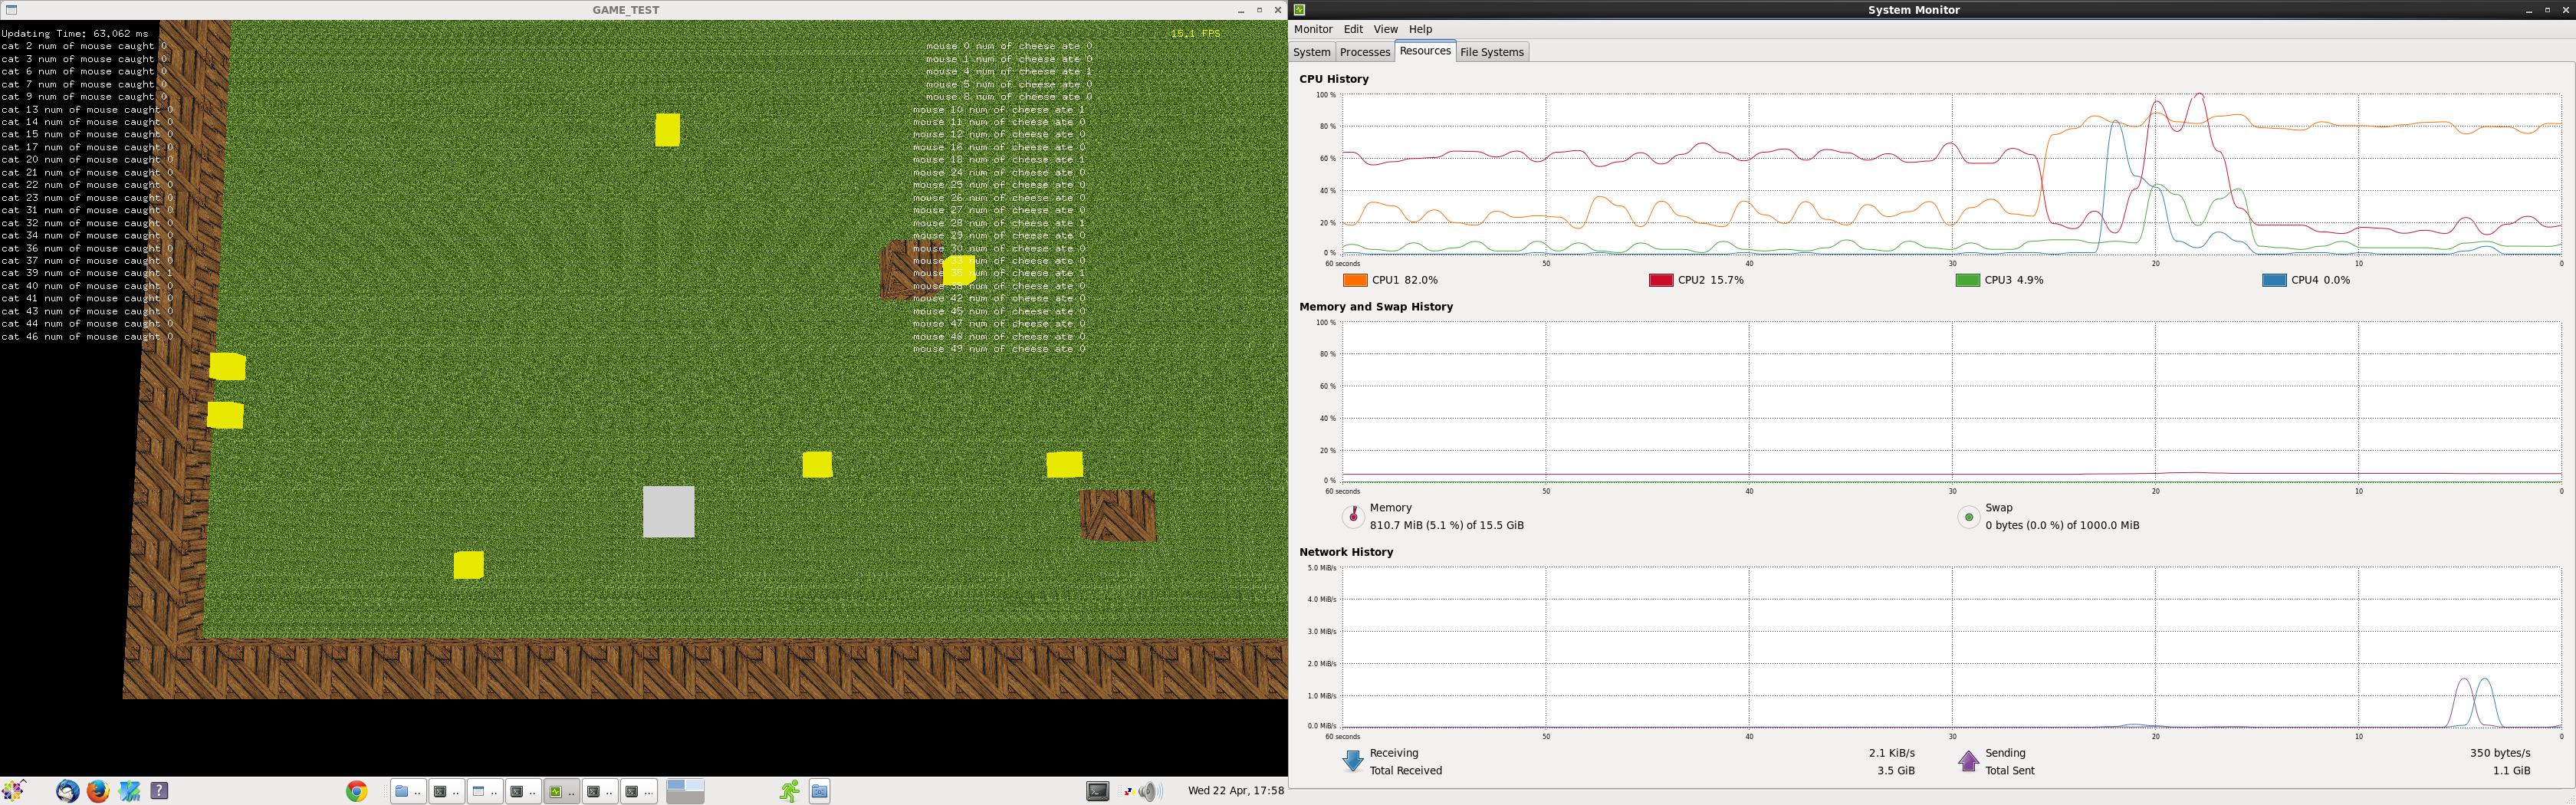 GAME_TEST
Updating Time: 63.062 ms
15.1 FPS
cat 2 num of mouse caught 0
cat 3 num of mouse caught 0
cat 6 num of mouse caught 0
cat 7 num of mouse caught 0
cat 9 num of mouse caught 0
cat 13 num of mouse caught 0
cat 14 num of mouse caught 0
cat 15 num of mouse caught 0
cat 17 num of mouse caught 0
cat 20 num of mouse caught 0
cat 21 num of mouse caught 0
cat 22 num of mouse caught 0
cat 23 num of mouse caught 0
cat 31 num of mouse caught 0
cat 32 num of mouse caught 0
cat 34 num of mouse caught 0
cat 36 num of mouse caught 0
cat 37 num of mouse caught 0
cat 39 num of mouse caught 1
cat 40 num of mouse caught 0
cat 41 num of mouse caught 0
cat 43 num of mouse caught 0
cat 44 num of mouse caught 0
cat 46 num of mouse caught 0
mouse 0 num of cheese ate 0
mouse 1 num of cheese ate 0
mouse 4 num of cheese ate 1
mouse 5 num of cheese ate 0
mouse 8 num of cheese ate 0
mouse 10 num of cheese ate 1
mouse 11 num of cheese ate 0
mouse 12 num of cheese ate 0
mouse 16 num of cheese ate 0
mouse 18 num of cheese ate 1
mouse 24 num of cheese ate 0
mouse 25 num of cheese ate 0
mouse 26 num of cheese ate 0
mouse 27 num of cheese ate 0
mouse 28 num of cheese ate 1
mouse 29 num of cheese ate 0
mouse 30 num of cheese ate 0
mouse 33 num of cheese ate 0
mouse 35 num of cheese ate 1
mouse 38 num of cheese ate 0
mouse 42 num of cheese ate 0
mouse 45 num of cheese ate 0
mouse 47 num of cheese ate 0
mouse 48 num of cheese ate 0
mouse 49 num of cheese ate 0
Wed 22 Apr, 17:58
System Monitor
Monitor Edit View Help
System Processes Resources File Systems
CPU History
100 %
80 %
60 %
40 %
20 %
0 %
60 seconds 50 40 30 20 10 0
CPU1 82.0% CPU2 15.7% CPU3 4.9% CPU4 0.0%
Memory and Swap History
100 %
80 %
60 %
40 %
20 %
0 %
60 seconds 50 40 30 20 10 0
Memory
810.7 MiB (5.1 %) of 15.5 GiB
Swap
0 bytes (0.0 %) of 1000.0 MiB
Network History
5.0 MiB/s
4.0 MiB/s
3.0 MiB/s
2.0 MiB/s
1.0 MiB/s
0.0 MiB/s
60 seconds 50 40 30 20 10 0
Receiving 2.1 KiB/s
Total Received 3.5 GiB
Sending 350 bytes/s
Total Sent 1.1 GiB